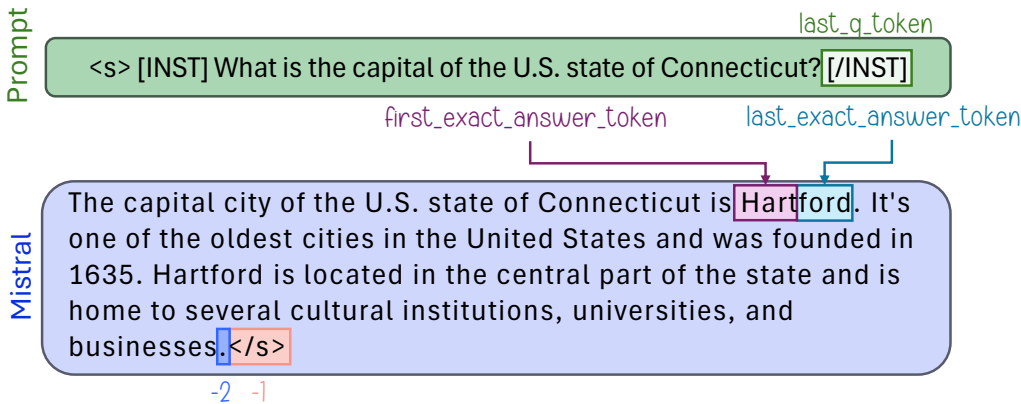 last_q_token
Prompt
<s> [INST] What is the capital of the U.S. state of Connecticut? [/INST]
first_exact_answer_token
last_exact_answer_token
Mistral
The capital city of the U.S. state of Connecticut is Hartford. It's
one of the oldest cities in the United States and was founded in
1635. Hartford is located in the central part of the state and is
home to several cultural institutions, universities, and
businesses.</s>
-2 -1